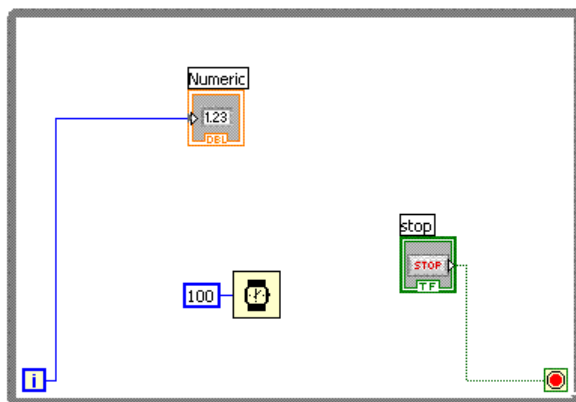 Numeric
1.23
DBL
stop
STOP
TF
100
i